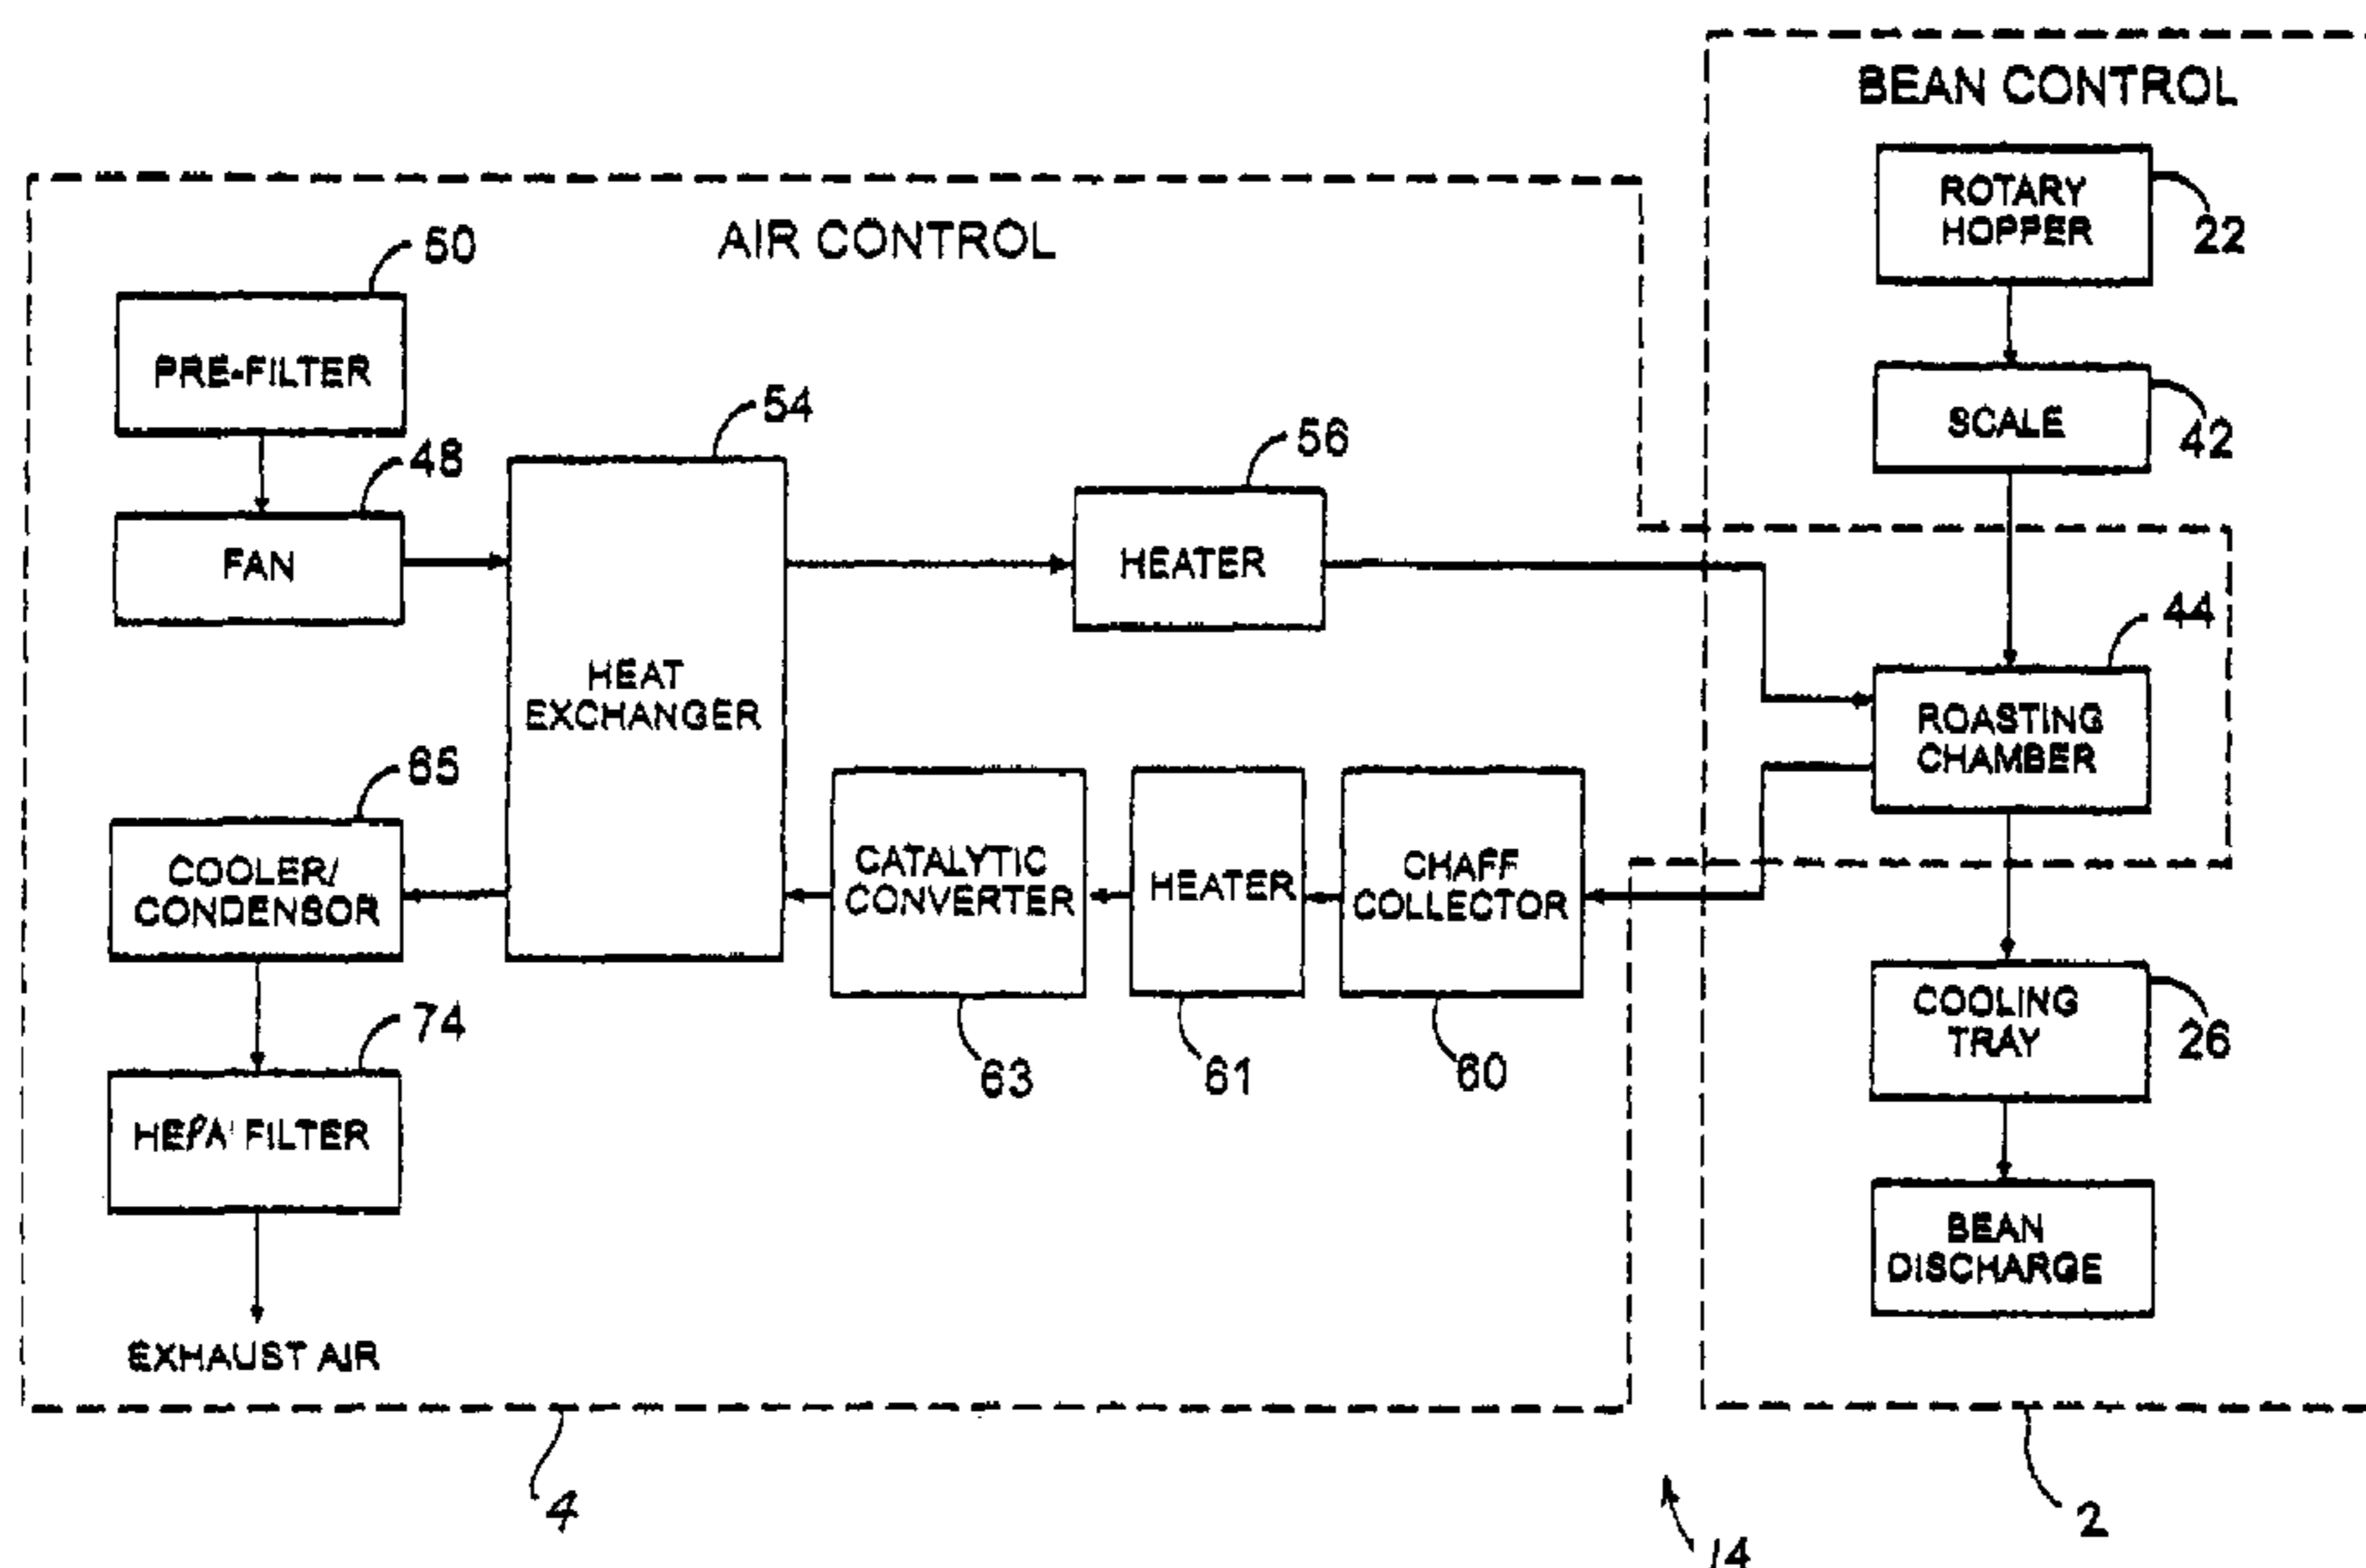 BEAN CONTROL
ROTARY
HOPPER
22
SCALE
42
44
ROASTING
CHAMBER
COOLING
TRAY
26
BEAN
DISCHARGE
2
AIR CONTROL
50
PRE-FILTER
48
FAN
54
HEAT
EXCHANGER
56
HEATER
CHAFF
COLLECTOR
60
HEATER
61
CATALYTIC
CONVERTER
63
65
COOLER/
CONDENSOR
74
HEPA FILTER
EXHAUST AIR
4
14